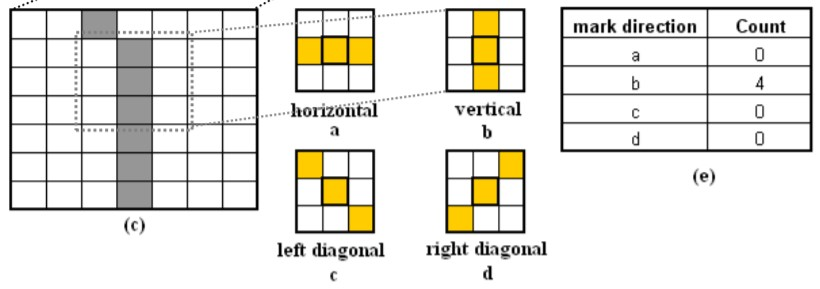 (c)
horizontal
a
vertical
b
left diagonal
c
right diagonal
d
mark direction Count
a 0
b 4
c 0
d 0
(e)